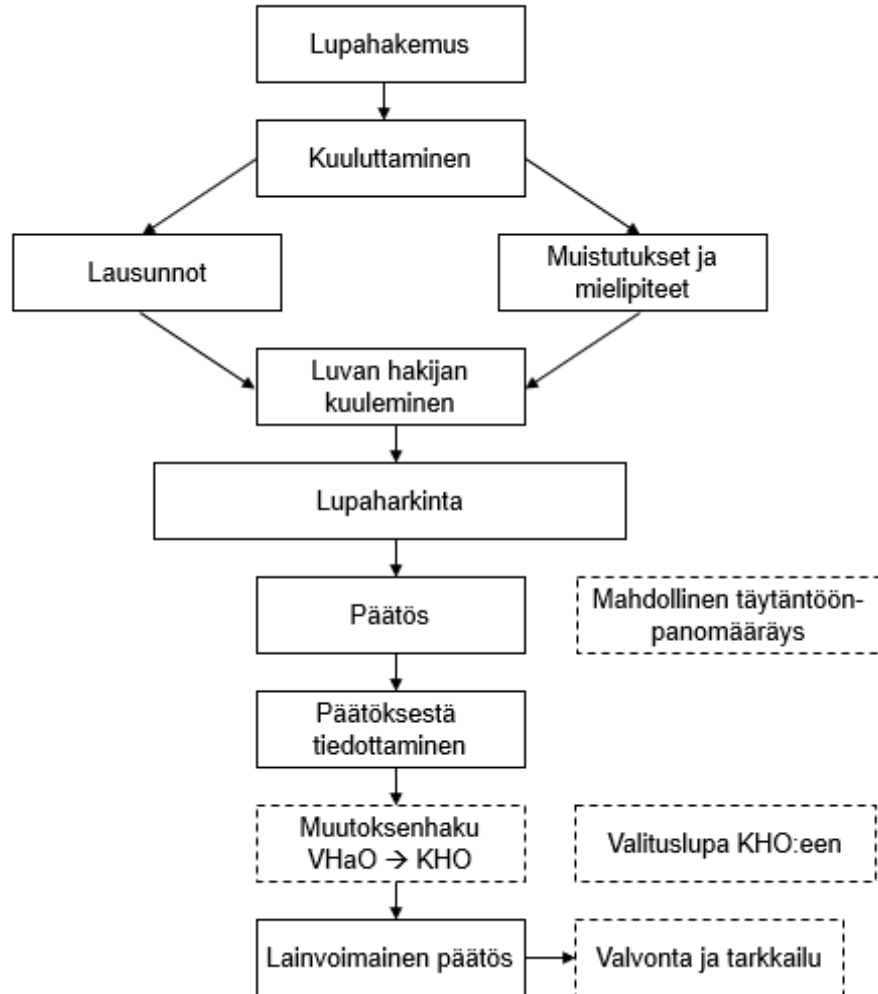 Lupahakemus
Kuuluttaminen
Lausunnot
Muistutukset ja
mielipiteet
Luvan hakijan
kuuleminen
Lupaharkinta
Päätös
Mahdollinen täytäntöön-
panomääräys
Päätöksestä
tiedottaminen
Muutoksenhaku
VHaO → KHO
Valituslupa KHO:een
Lainvoimainen päätös
Valvonta ja tarkkailu